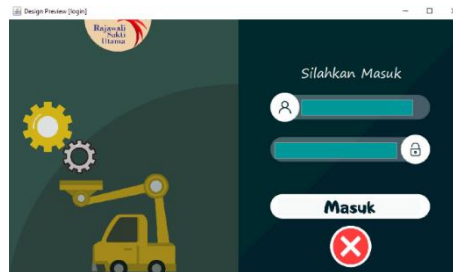 Design Preview [login]
Rajawali
Sakti
Utama
Silahkan Masuk
Masuk